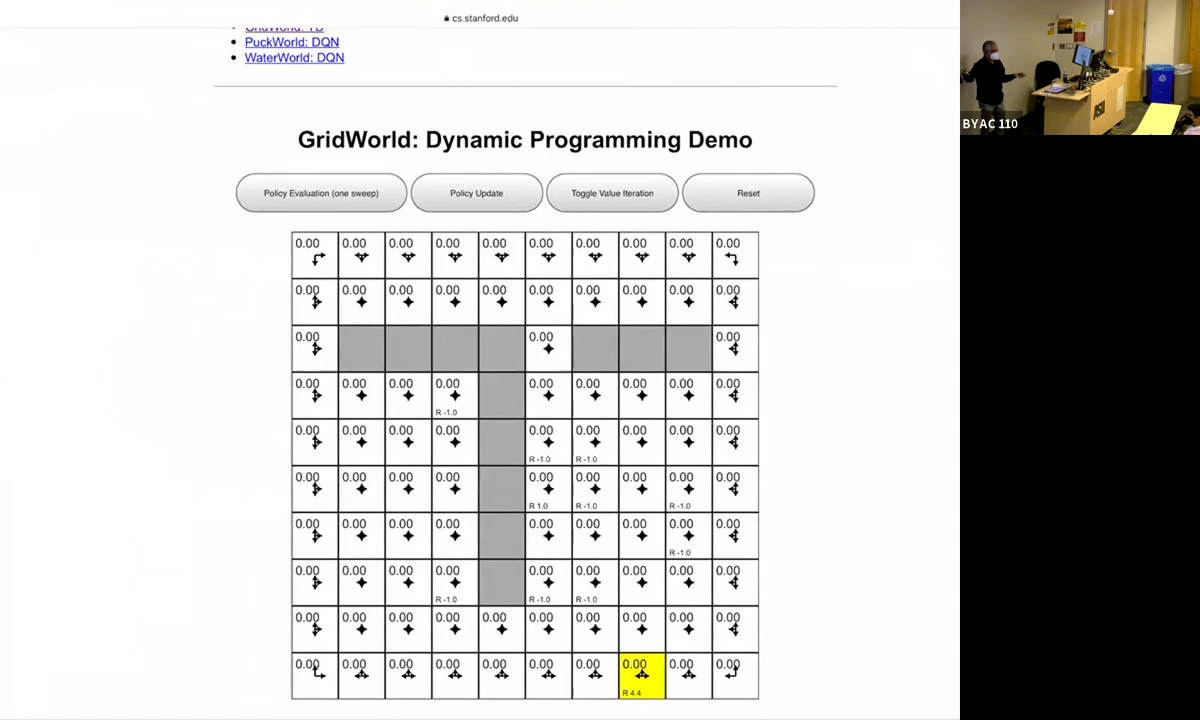 cs.stanford.edu
GridWorld: TD
PuckWorld: DQN
WaterWorld: DQN
BYAC 110
GridWorld: Dynamic Programming Demo
Policy Evaluation (one sweep) Policy Update Toggle Value Iteration Reset
0.00 0.00 0.00 0.00 0.00 0.00 0.00 0.00 0.00 0.00
0.00 0.00 0.00 0.00 0.00 0.00 0.00 0.00 0.00 0.00
0.00 0.00 0.00
0.00 0.00 0.00 0.00 0.00 0.00 0.00 0.00 0.00
R -1.0
0.00 0.00 0.00 0.00 0.00 0.00 0.00 0.00 0.00
R -1.0 R -1.0
0.00 0.00 0.00 0.00 0.00 0.00 0.00 0.00 0.00
R 1.0 R -1.0 R -1.0
0.00 0.00 0.00 0.00 0.00 0.00 0.00 0.00 0.00
R -1.0
0.00 0.00 0.00 0.00 0.00 0.00 0.00 0.00 0.00
R -1.0 R -1.0 R -1.0
0.00 0.00 0.00 0.00 0.00 0.00 0.00 0.00 0.00 0.00
0.00 0.00 0.00 0.00 0.00 0.00 0.00 0.00 0.00 0.00
R 4.4